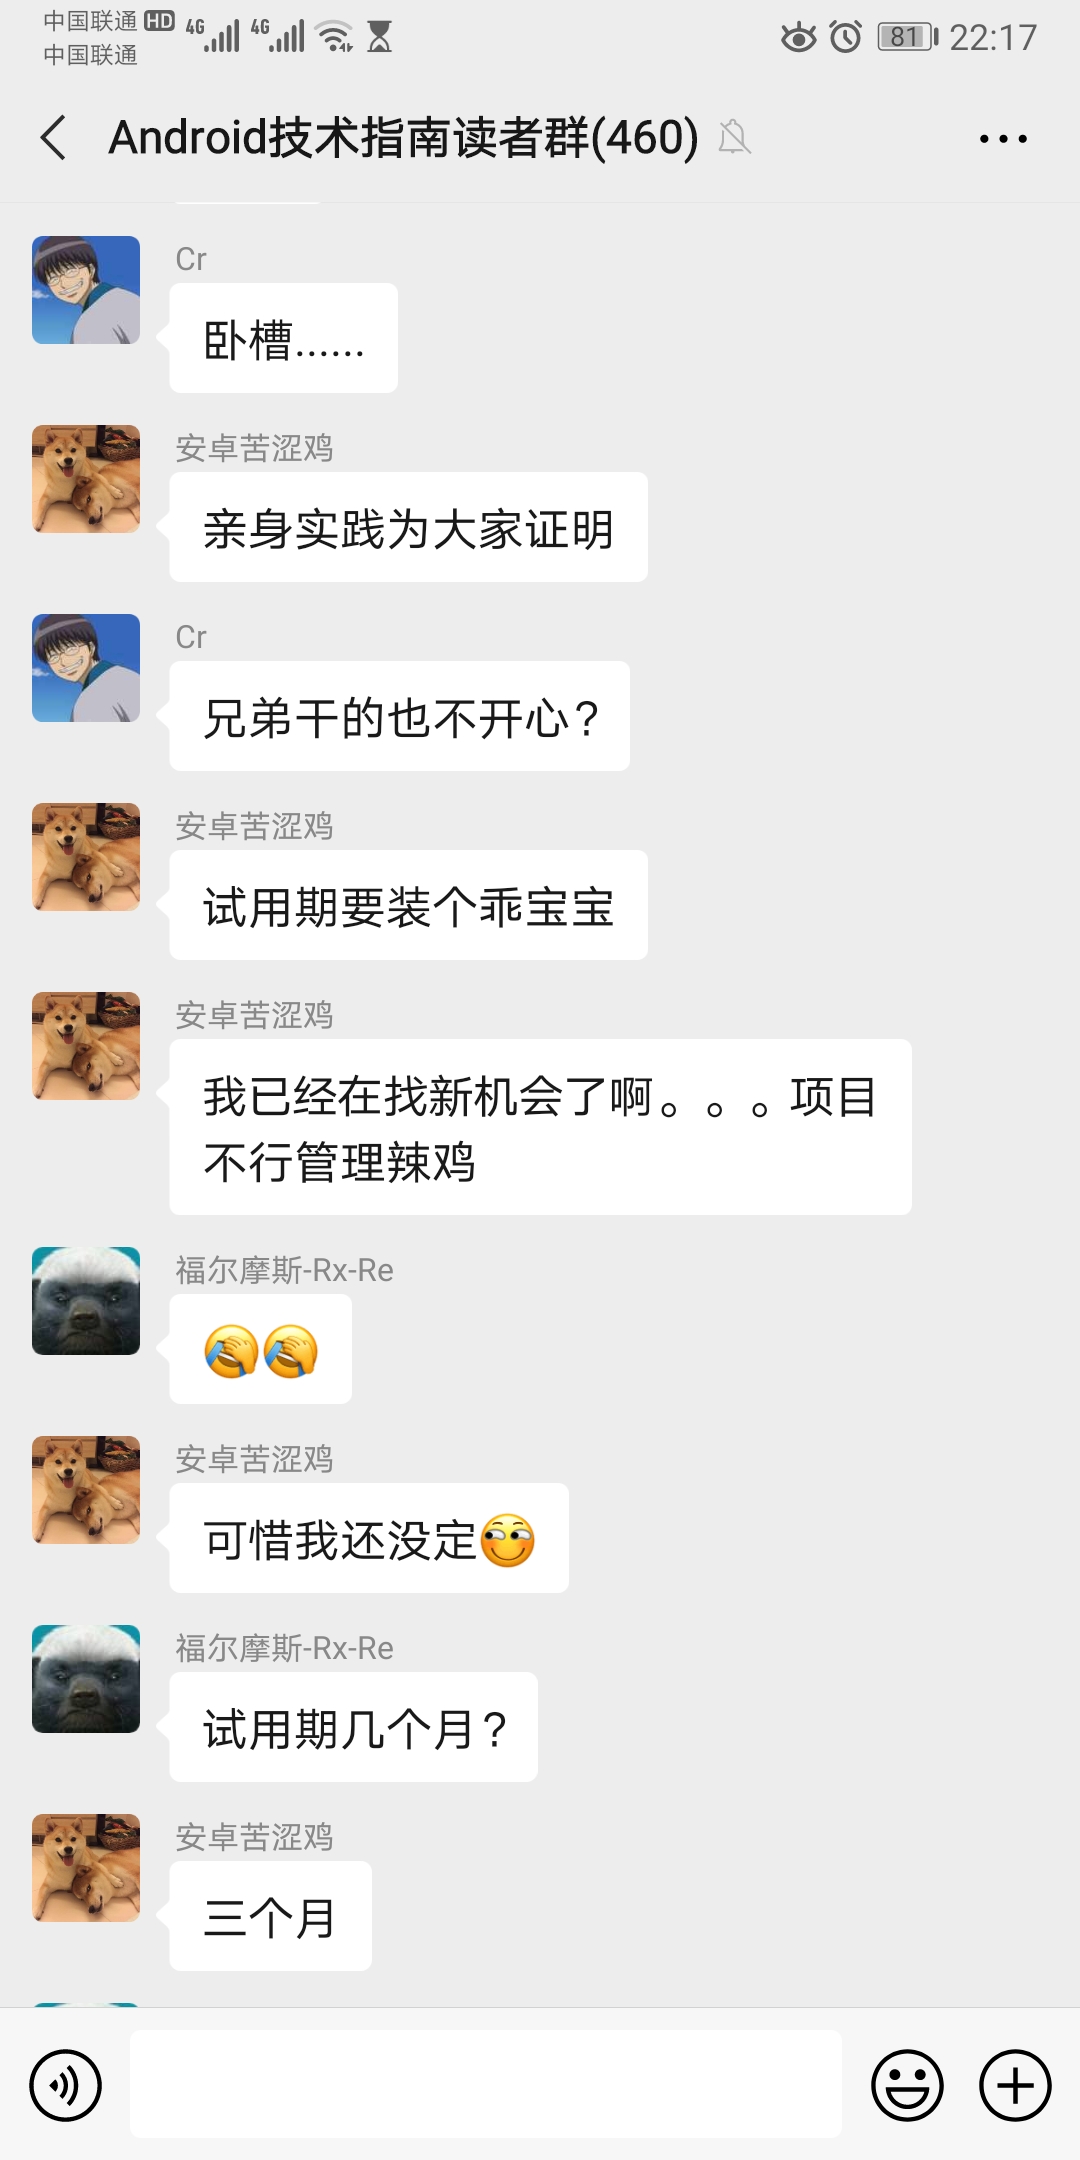 中国联通 HD 4G 4G 81 22:17
中国联通
Android技术指南读者群(460)
Cr
卧槽......
安卓苦涩鸡
亲身实践为大家证明
Cr
兄弟干的也不开心?
安卓苦涩鸡
试用期要装个乖宝宝
安卓苦涩鸡
我已经在找新机会了啊。。。项目
不行管理辣鸡
福尔摩斯-Rx-Re
安卓苦涩鸡
可惜我还没定
福尔摩斯-Rx-Re
试用期几个月?
安卓苦涩鸡
三个月